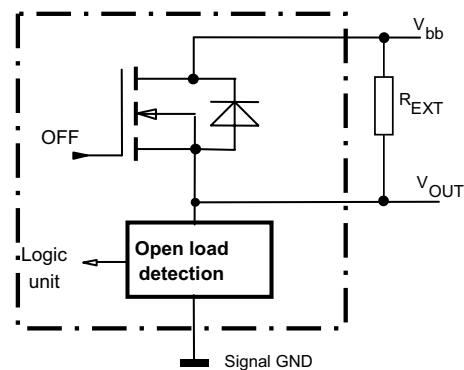 Vbb
REXT
OFF
VOUT
Open load
detection
Logic
unit
Signal GND